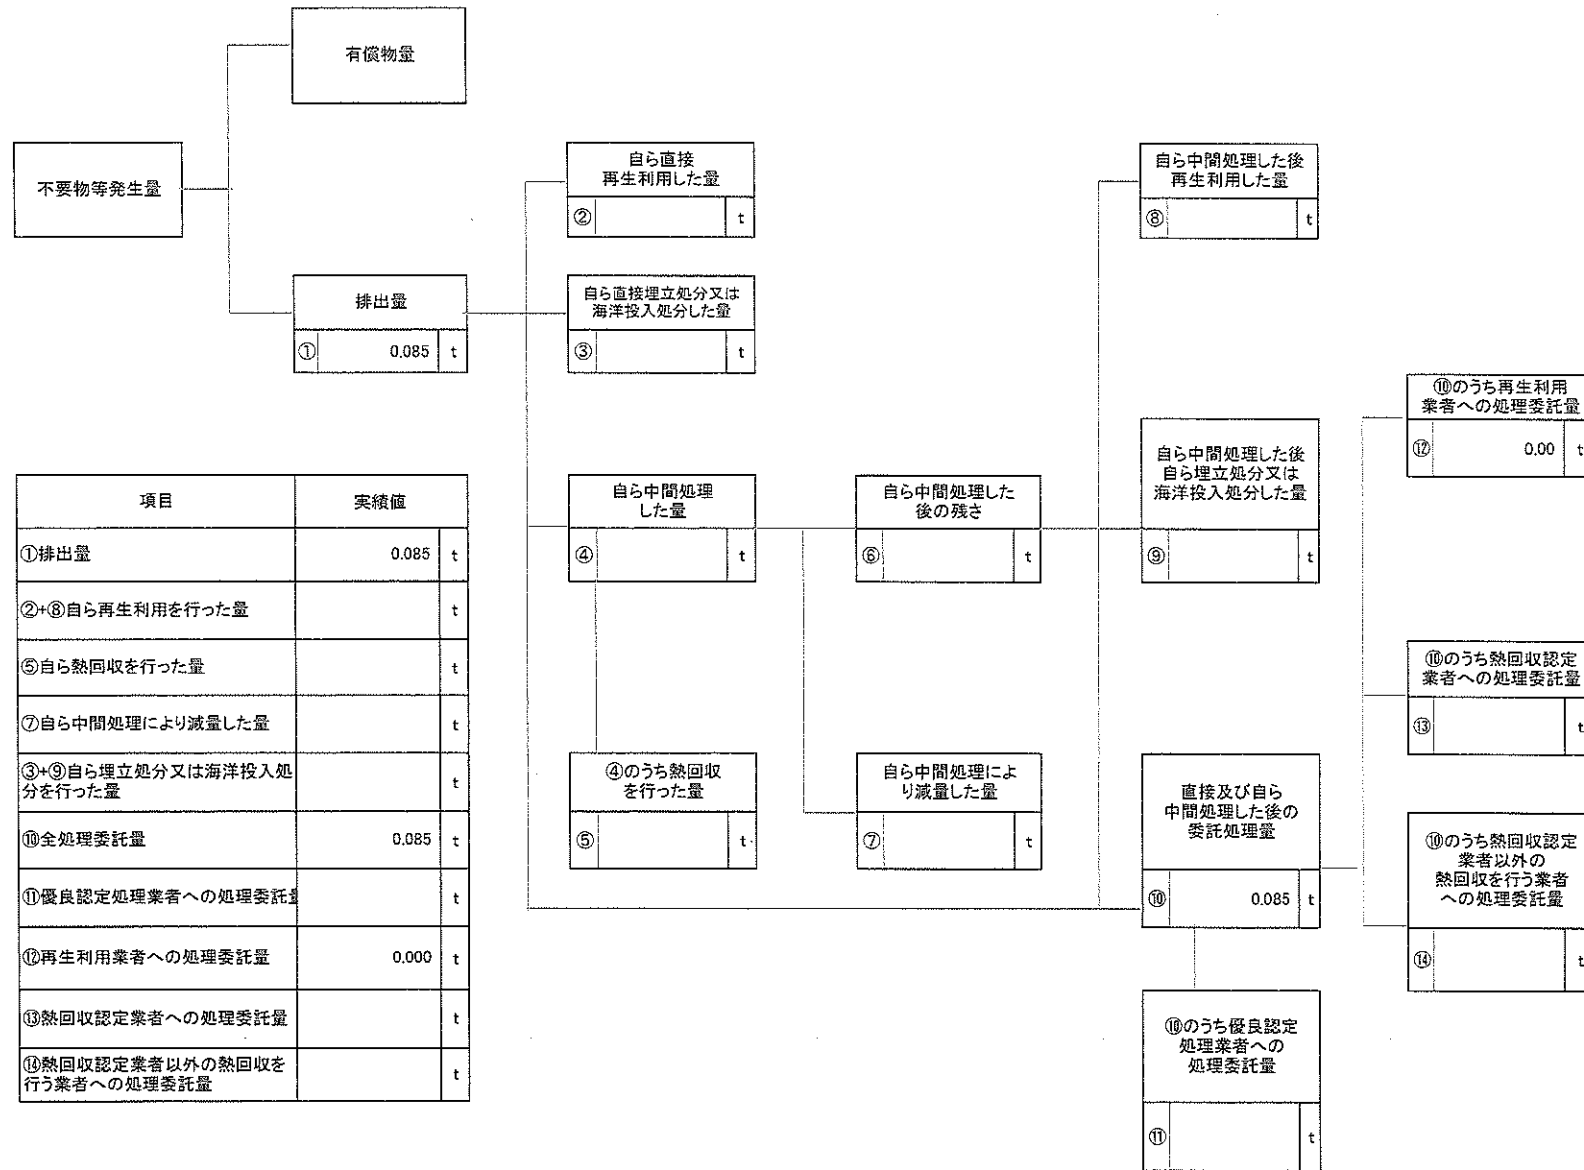 有償物量
不要物等発生量
排出量
① 0.085 t
自ら直接
再生利用した量
② t
自ら直接埋立処分又は
海洋投入処分した量
③ t
自ら中間処理
した量
④ t
④のうち熱回収
を行った量
⑤ t
自ら中間処理した
後の残さ
⑥ t
自ら中間処理によ
り減量した量
⑦ t
自ら中間処理した後
再生利用した量
⑧ t
自ら中間処理した後
自ら埋立処分又は
海洋投入処分した量
⑨ t
直接及び自ら
中間処理した後の
委託処理量
⑩ 0.085 t
⑩のうち優良認定
処理業者への
処理委託量
⑪ t
⑩のうち再生利用
業者への処理委託量
⑫ 0.00 t
⑩のうち熱回収認定
業者への処理委託量
⑬ t
⑩のうち熱回収認定
業者以外の
熱回収を行う業者
への処理委託量
⑭ t
項目 実績値
①排出量 0.085 t
②+⑧自ら再生利用を行った量 t
⑤自ら熱回収を行った量 t
⑦自ら中間処理により減量した量 t
③+⑨自ら埋立処分又は海洋投入処
分を行った量 t
⑩全処理委託量 0.085 t
⑪優良認定処理業者への処理委託量 t
⑫再生利用業者への処理委託量 0.000 t
⑬熱回収認定業者への処理委託量 t
⑭熱回収認定業者以外の熱回収を
行う業者への処理委託量 t